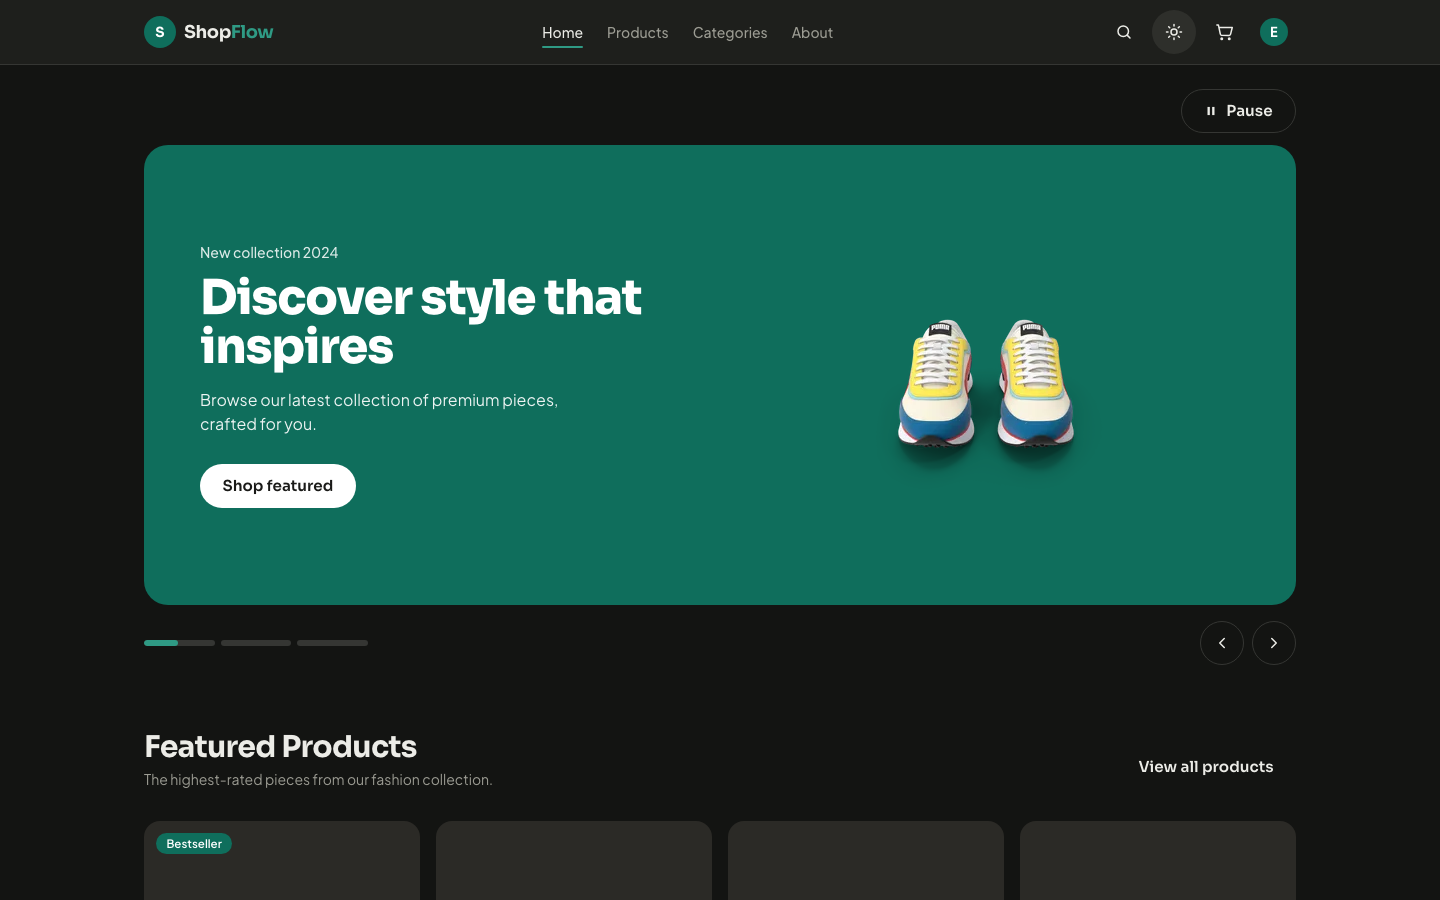 S ShopFlow
Home Products Categories About
E
Pause
New collection 2024
Discover style that
inspires
Browse our latest collection of premium pieces,
crafted for you.
Shop featured
PUMA PUMA
Featured Products
The highest-rated pieces from our fashion collection.
View all products
Bestseller